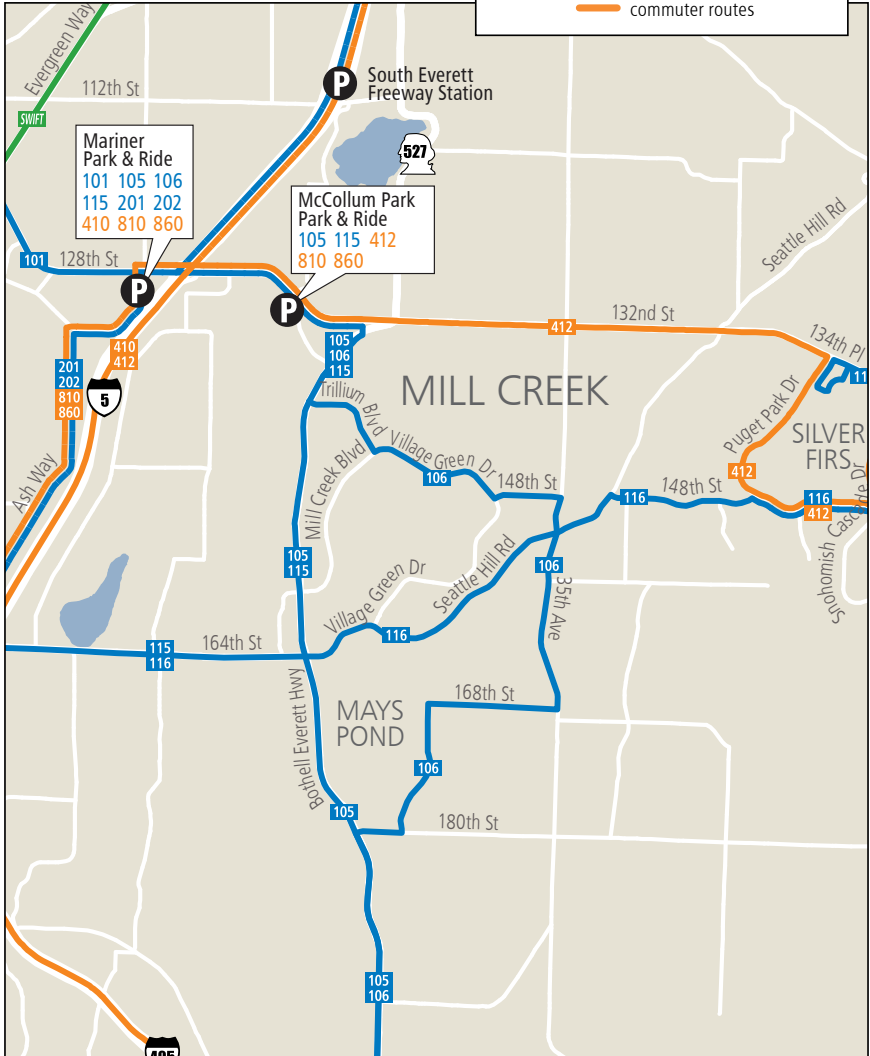 commuter routes
Evergreen Way
112th St
SWIFT
P
South Everett
Freeway Station
527
Mariner
Park & Ride
101 105 106
115 201 202
410 810 860
McCollum Park
Park & Ride
105 115 412
810 860
Seattle Hill Rd
101
128th St
P
P
132nd St
412
134th Pl
11
410
412
201
202
810
860
5
105
106
115
MILL CREEK
Trillium Blvd
Puget Park Dr
SILVER
FIRS
Ash Way
Mill Creek Blvd
Village Green Dr
106
148th St
412
116
148th St
116
412
Snohomish Cascade Dr
105
115
Village Green Dr
Seattle Hill Rd
106
35th Ave
116
164th St
115
116
Bothell Everett Hwy
MAYS
POND
168th St
106
105
180th St
105
106
405